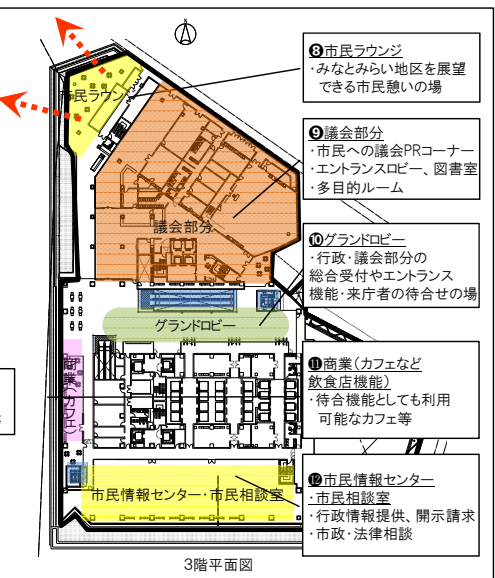 ❽市民ラウンジ
・みなとみらい地区を展望
できる市民憩いの場
市民ラウン
❾議会部分
・市民への議会PRコーナー
・エントランスロビー、図書室
・多目的ルーム
議会部分
❿グランドロビー
・行政・議会部分の
総合受付やエントランス
機能・来庁者の待合せの場
グランドロビー
⓫商業(カフェなど
飲食店機能)
・待合機能としても利用
可能なカフェ等
商業(カフェ)
⓬市民情報センター
・市民相談室
・行政情報提供、開示請求
・市政・法律相談
市民情報センター・市民相談室
3階平面図